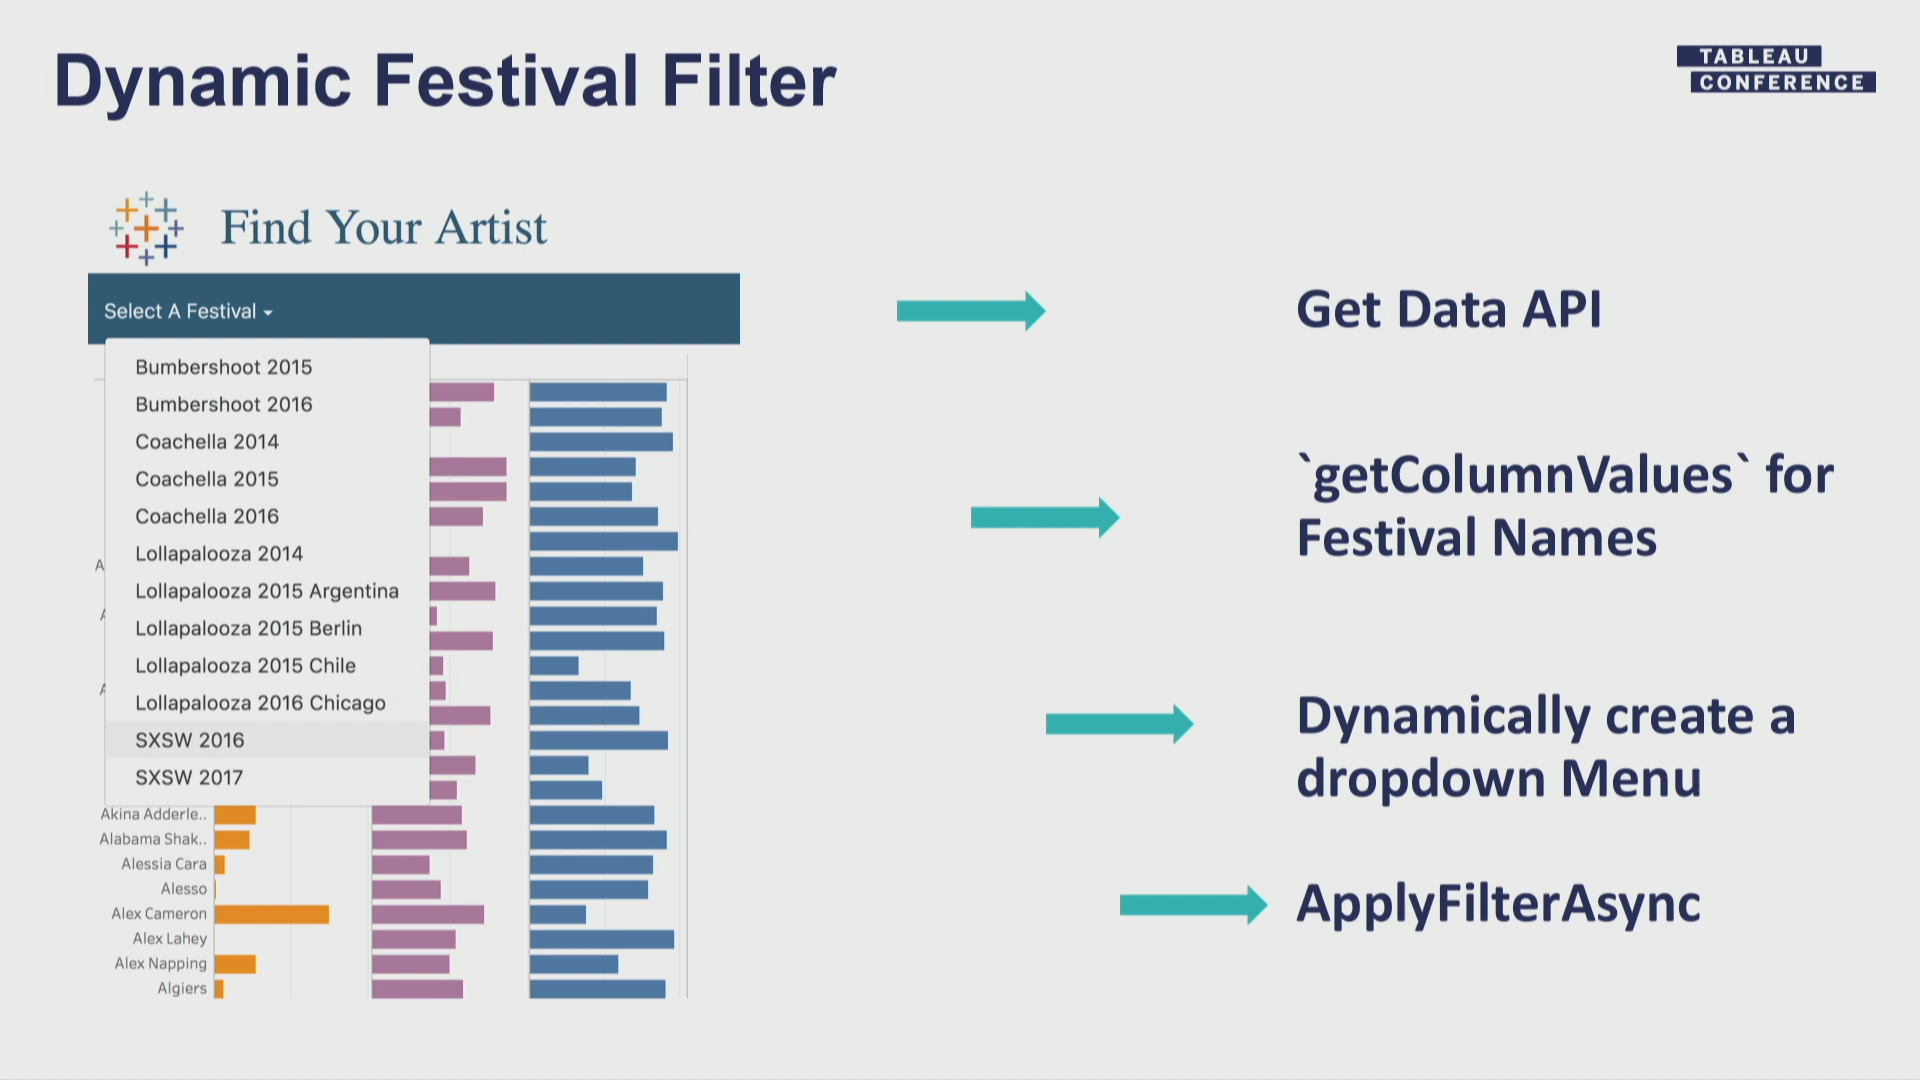 Dynamic Festival Filter
TABLEAU
CONFERENCE
Find Your Artist
Select A Festival
Bumbershoot 2015
Bumbershoot 2016
Coachella 2014
Coachella 2015
Coachella 2016
Lollapalooza 2014
Lollapalooza 2015 Argentina
Lollapalooza 2015 Berlin
Lollapalooza 2015 Chile
Lollapalooza 2016 Chicago
SXSW 2016
SXSW 2017
Akina Adderle..
Alabama Shak..
Alessia Cara
Alesso
Alex Cameron
Alex Lahey
Alex Napping
Algiers
Get Data API
`getColumnValues` for
Festival Names
Dynamically create a
dropdown Menu
ApplyFilterAsync